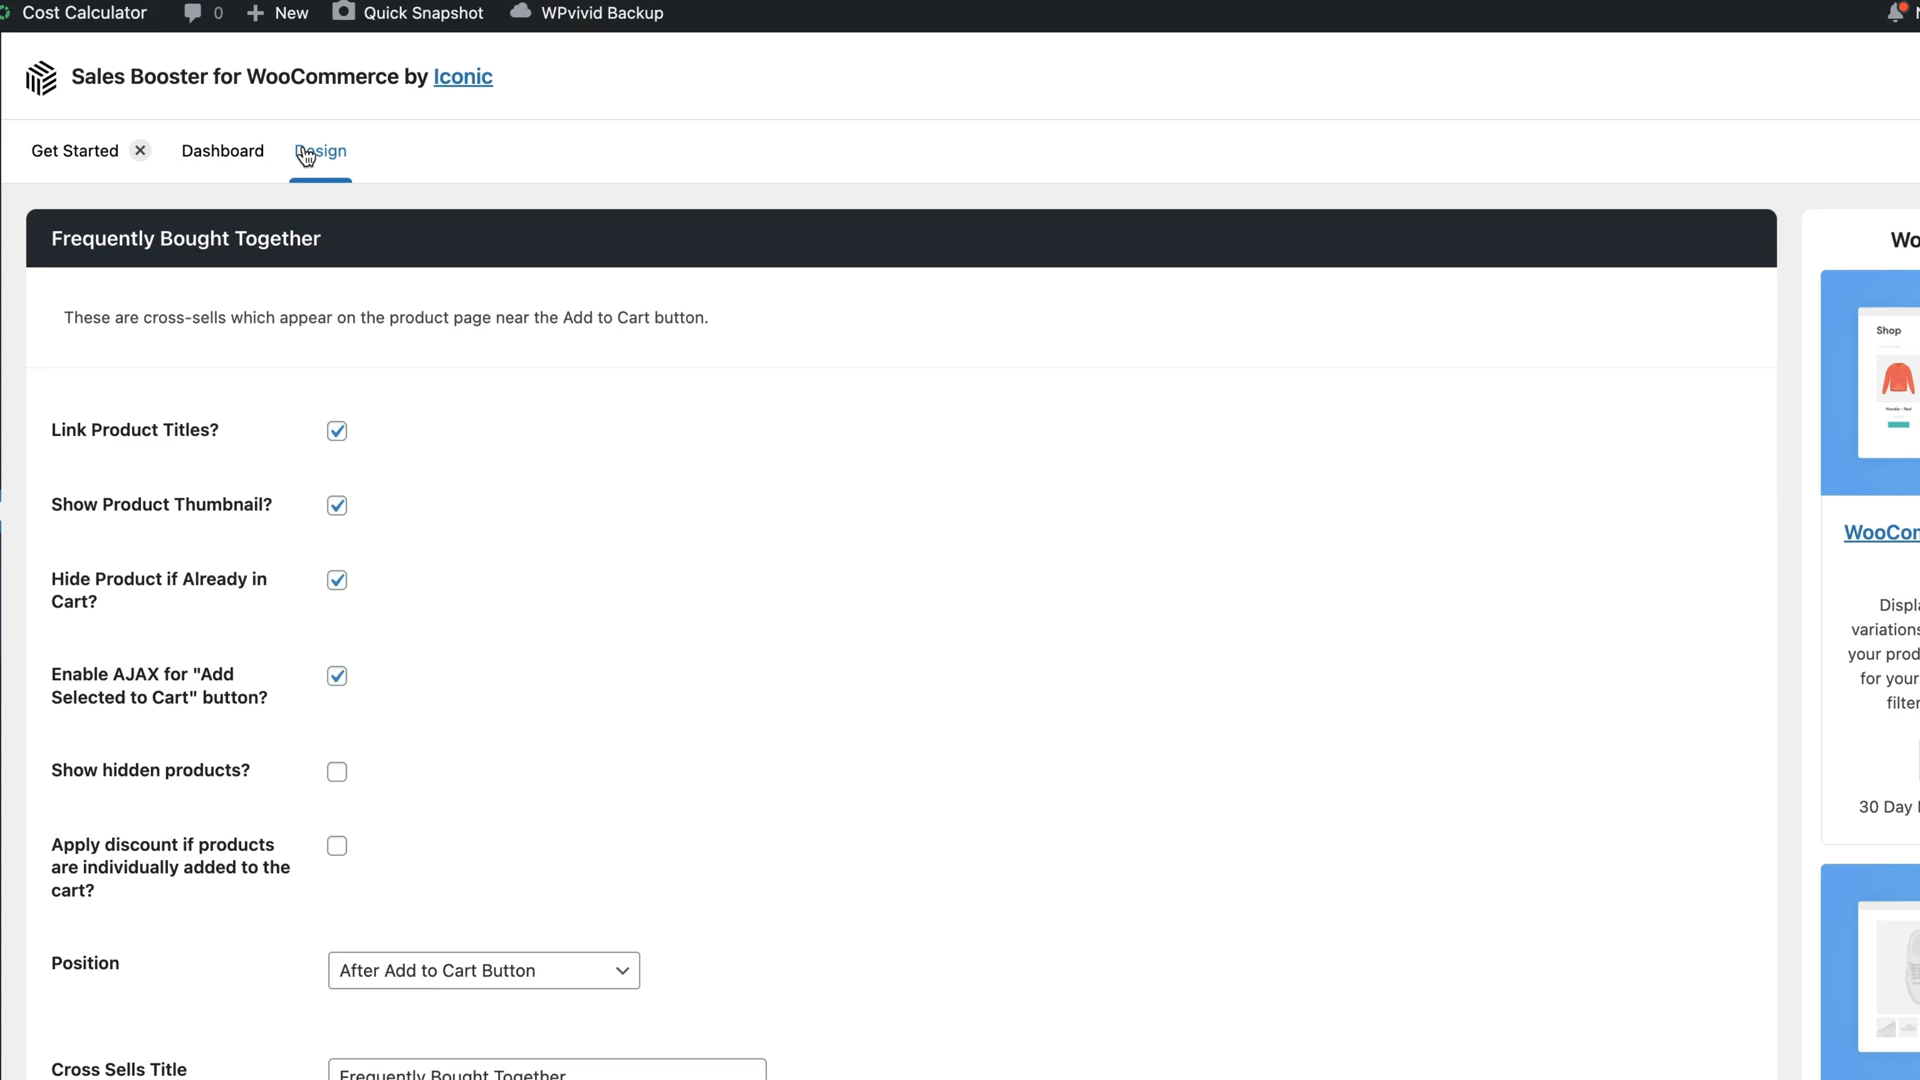 Cost Calculator 0 New Quick Snapshot WPvivid Backup
Sales Booster for WooCommerce by Iconic
Get Started Dashboard Design
Frequently Bought Together
These are cross-sells which appear on the product page near the Add to Cart button.
Link Product Titles?
Show Product Thumbnail?
Hide Product if Already in
Cart?
Enable AJAX for "Add
Selected to Cart" button?
Show hidden products?
Apply discount if products
are individually added to the
cart?
Position
After Add to Cart Button
Cross Sells Title
Frequently Bought Together
Wo
Shop
WooCom
Displa
variations
your prod
for your
filter
30 Day